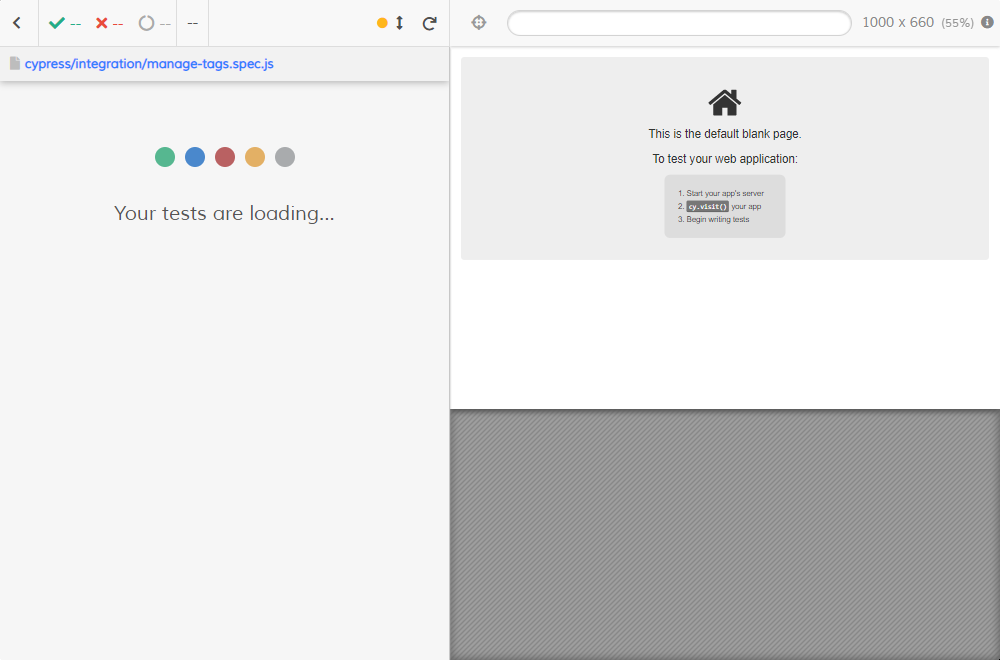 -- -- -- --
1000 x 660 (55%)
cypress/integration/manage-tags.spec.js
Your tests are loading...
This is the default blank page.
To test your web application:
1. Start your app's server
2. cy.visit() your app
3. Begin writing tests